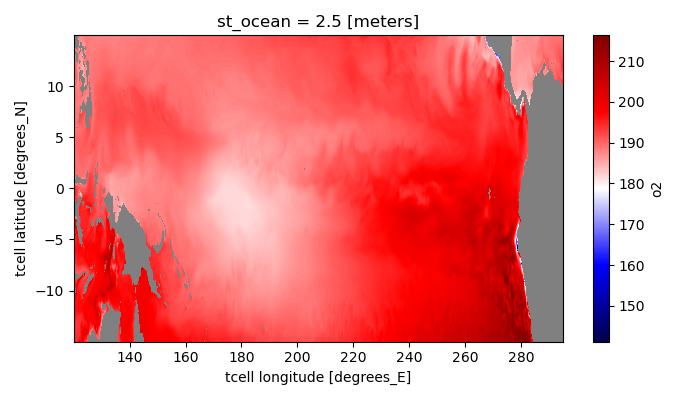 st_ocean = 2.5 [meters]
10
5
0
−5
−10
tcell latitude [degrees_N]
140 160 180 200 220 240 260 280
tcell longitude [degrees_E]
210
200
190
180
170
160
150
o2